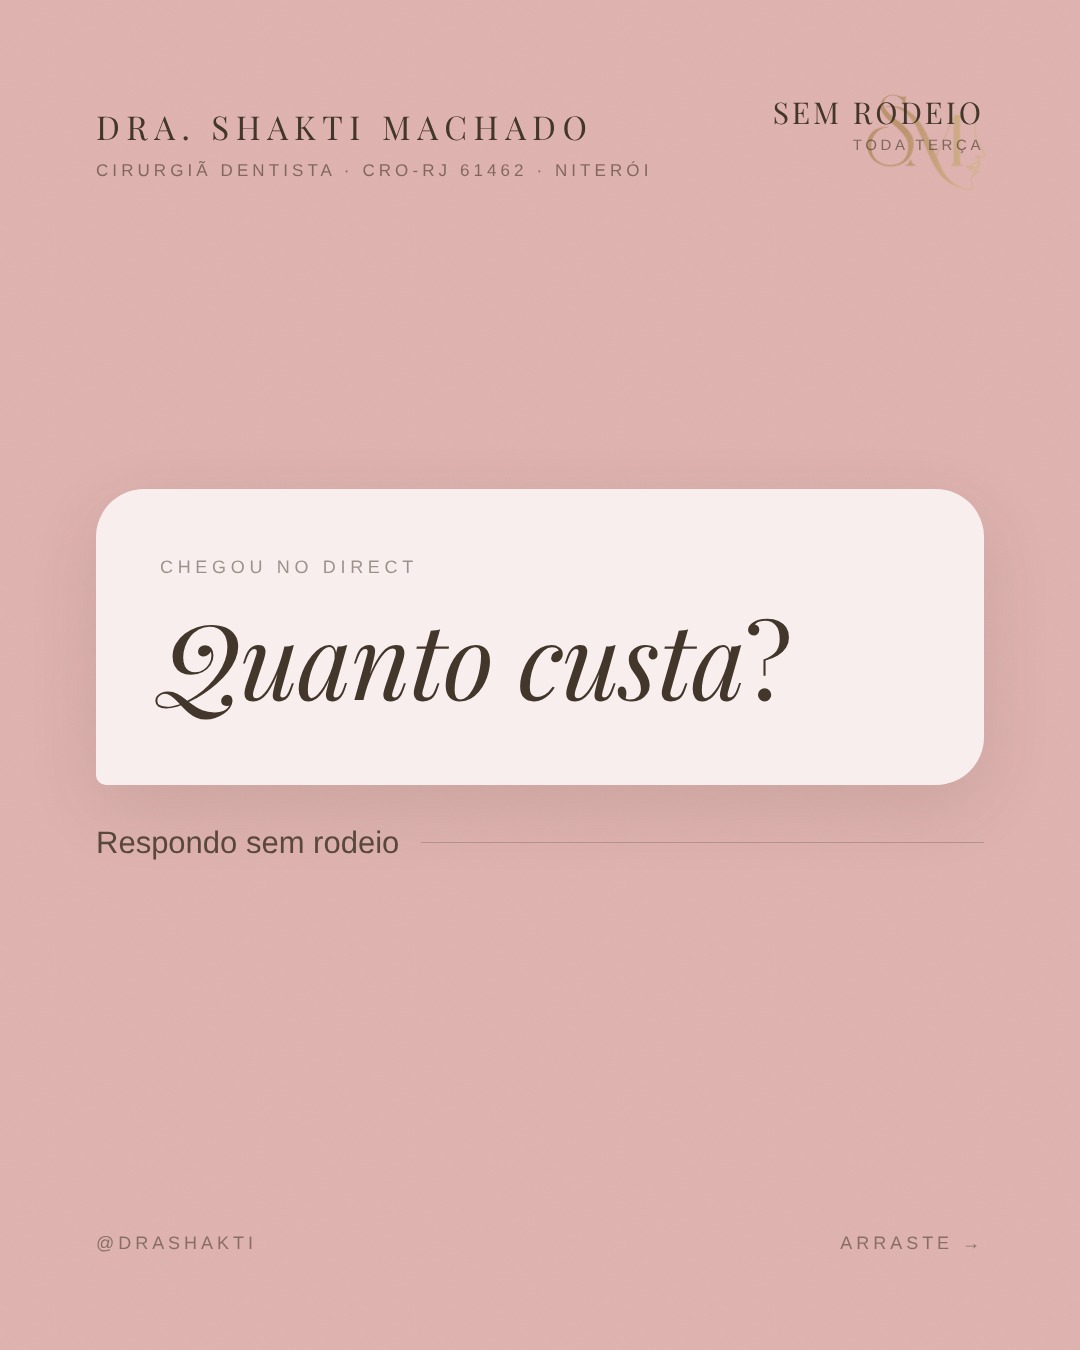 DRA. SHAKTI MACHADO
CIRURGIÃ DENTISTA · CRO-RJ 61462 · NITERÓI
SEM RODEIO
TODA TERÇA
SM
CHEGOU NO DIRECT
Quanto custa?
Respondo sem rodeio
@DRASHAKTI
ARRASTE →